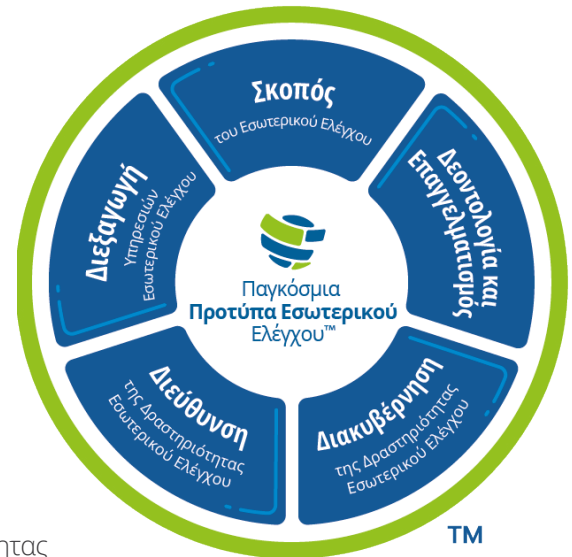 Σκοπός
του Εσωτερικού Ελέγχου
Δεοντολογία και
Επαγγελματισμός
Διακυβέρνηση
της Δραστηριότητας
Εσωτερικού Ελέγχου
Διεύθυνση
της Δραστηριότητας
Εσωτερικού Ελέγχου
Διεξαγωγή
Υπηρεσιών
Εσωτερικού Ελέγχου
Παγκόσμια
Προτύπα Εσωτερικού
Ελέγχου™
TM